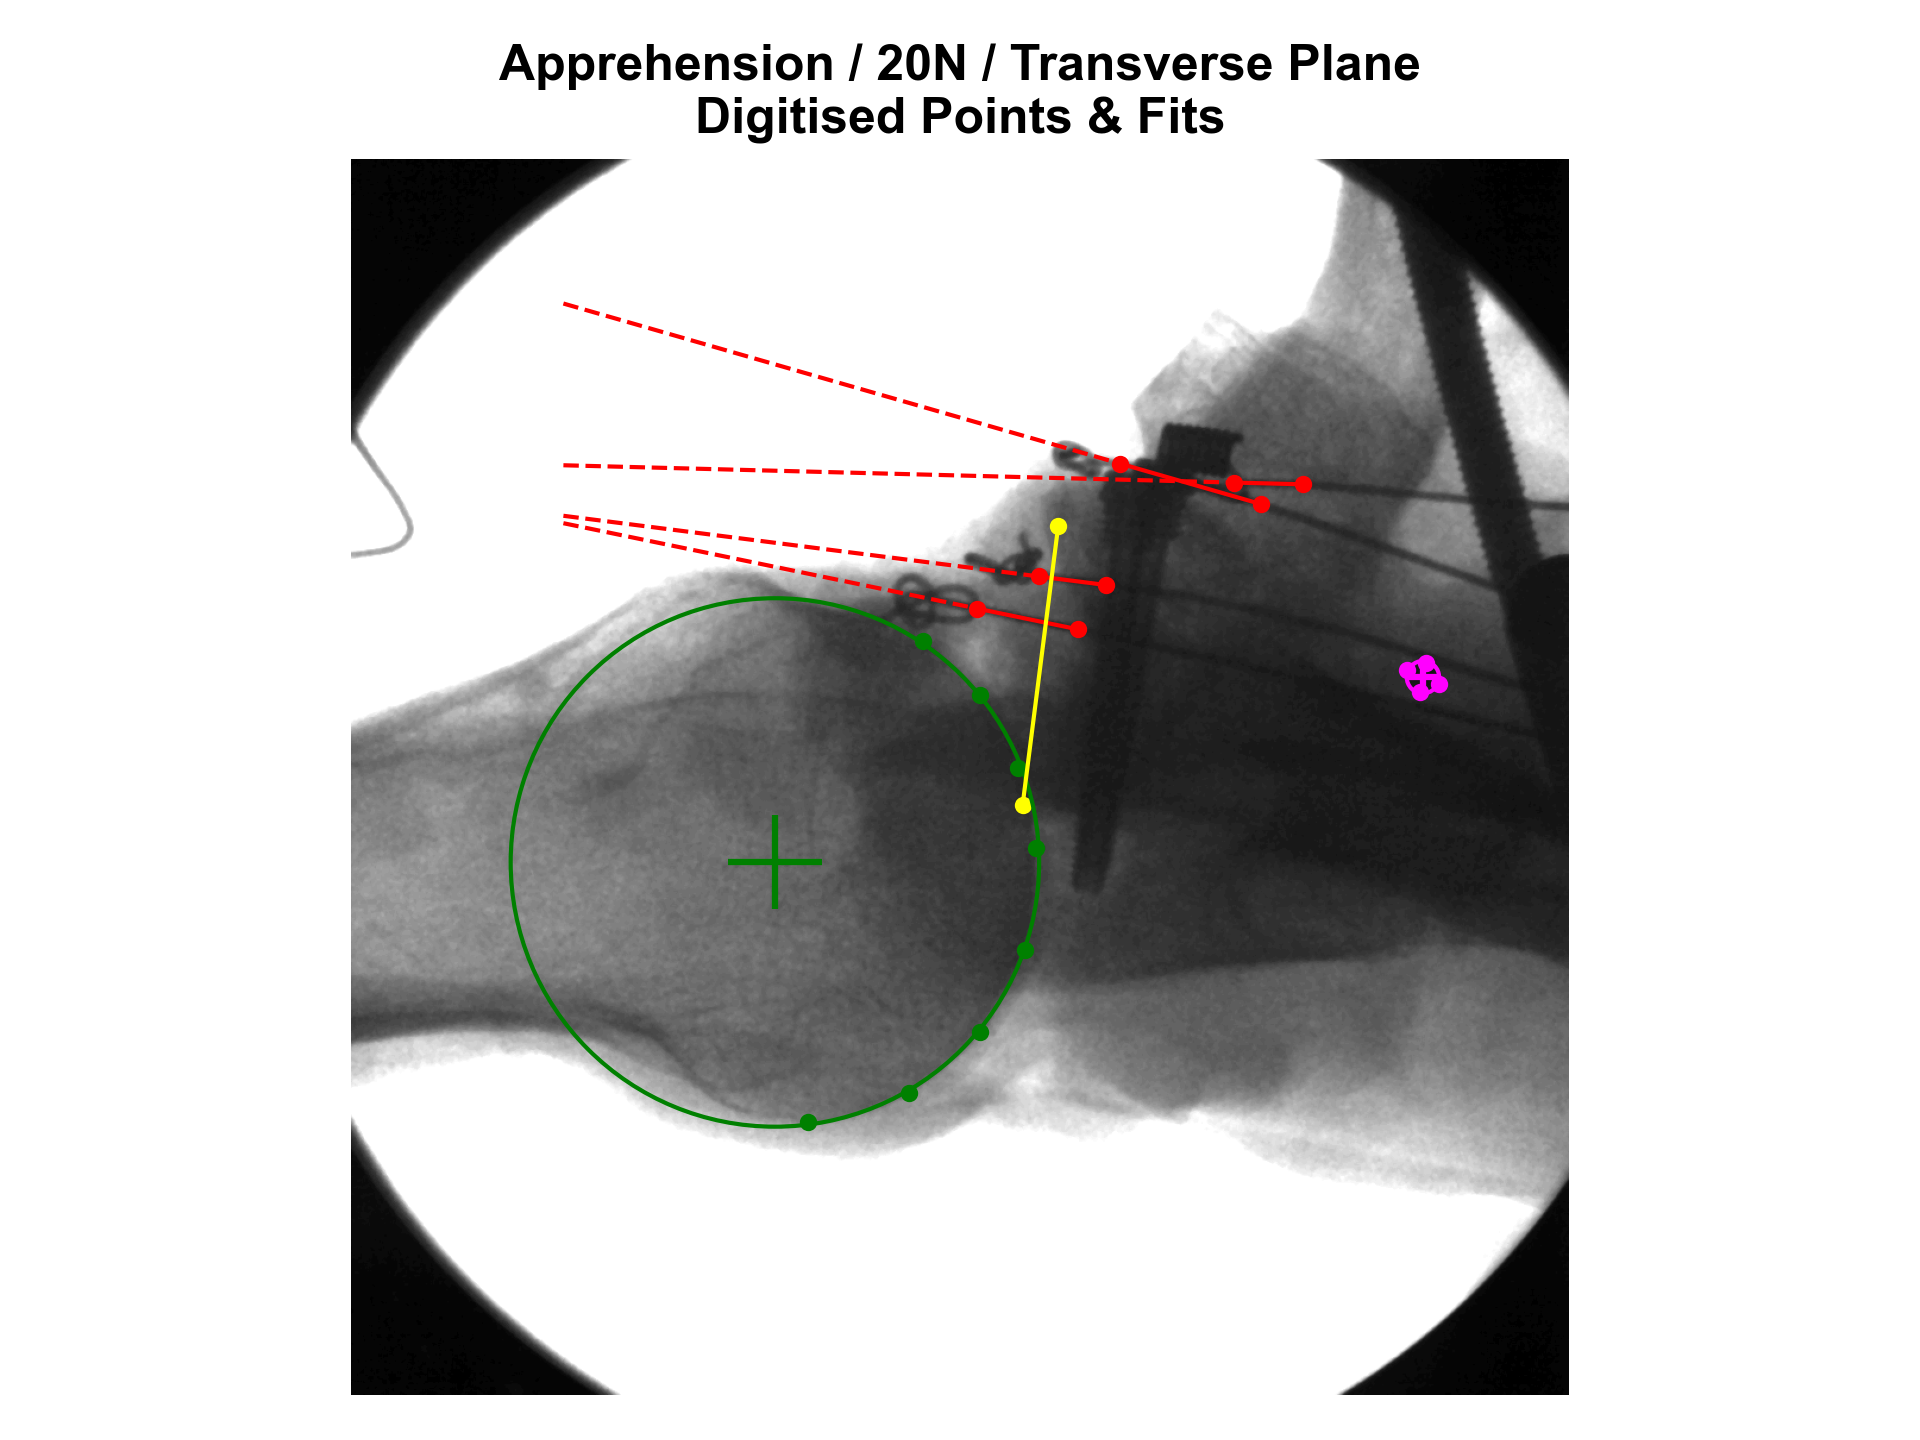 Apprehension / 20N / Transverse Plane
Digitised Points & Fits